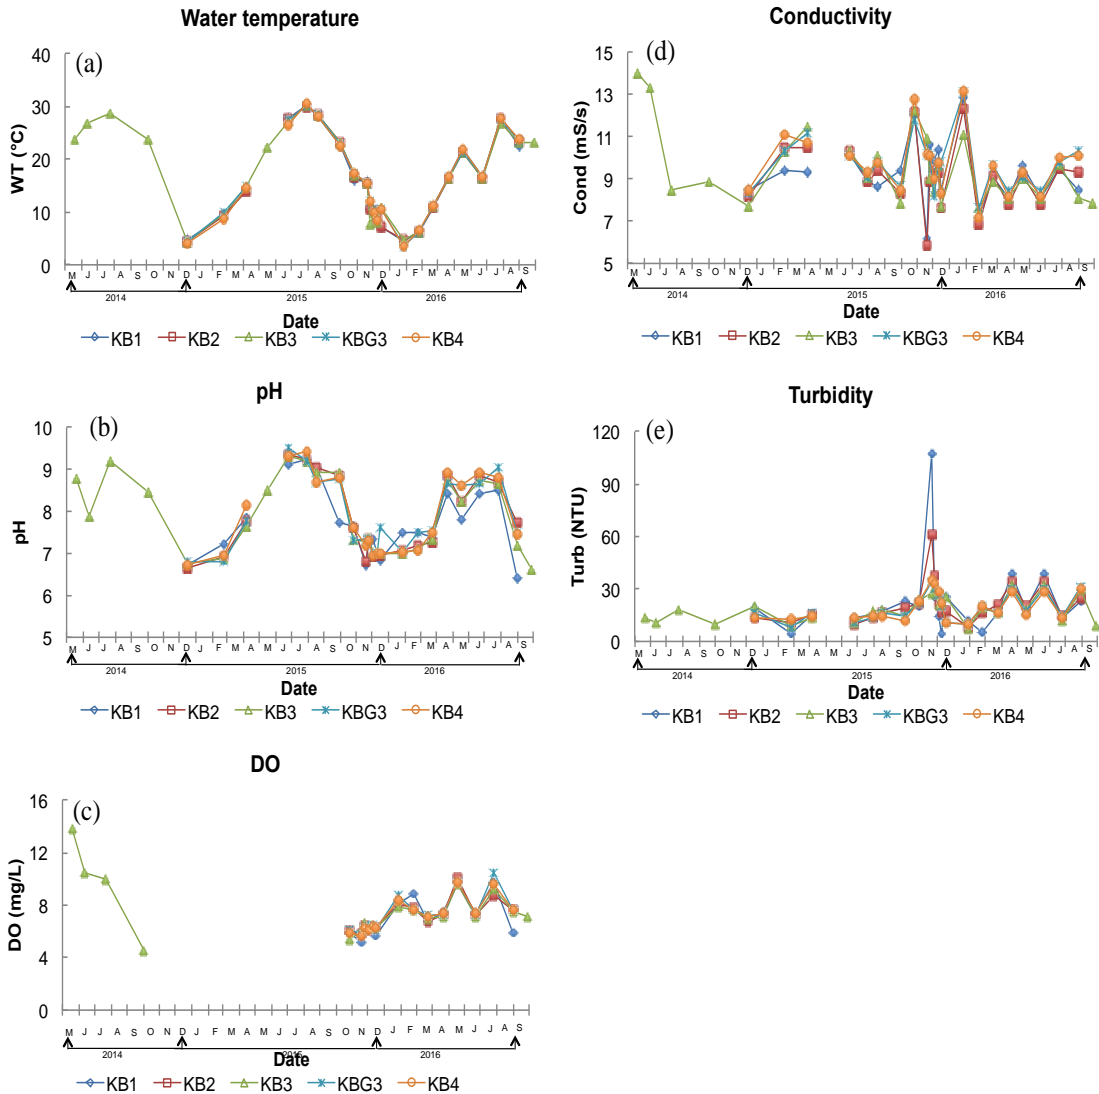 Water temperature
(a)
WT (°C)
40
30
20
10
0
M J J A S O N D J F M A M J J A S O N D J F M A M J J A S
2014 2015 2016
Date
KB1 KB2 KB3 KBG3 KB4
Conductivity
(d)
Cond (mS/s)
15
13
11
9
7
5
M J J A S O N D J F M A M J J A S O N D J F M A M J J A S
2014 2015 2016
Date
KB1 KB2 KB3 KBG3 KB4
pH
(b)
pH
10
9
8
7
6
5
M J J A S O N D J F M A M J J A S O N D J F M A M J J A S
2014 2015 2016
Date
KB1 KB2 KB3 KBG3 KB4
Turbidity
(e)
Turb (NTU)
120
90
60
30
0
M J J A S O N D J F M A M J J A S O N D J F M A M J J A S
2014 2015 2016
Date
KB1 KB2 KB3 KBG3 KB4
DO
(c)
DO (mg/L)
16
12
8
4
0
M J J A S O N D J F M A M J J A S O N D J F M A M J J A S
2014 2015 2016
Date
KB1 KB2 KB3 KBG3 KB4